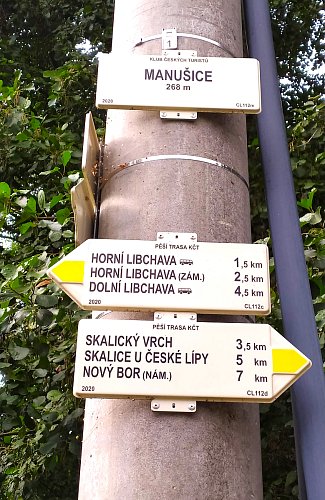 1
KLUB ČESKÝCH TURISTŮ
MANUŠICE
268 m
2020 CL112/e
PĚŠÍ TRASA KČT
HORNÍ LIBCHAVA 1,5 km
HORNÍ LIBCHAVA (ZÁM.) 2,5 km
DOLNÍ LIBCHAVA 4,5 km
2020 CL112c
PĚŠÍ TRASA KČT
SKALICKÝ VRCH 3,5 km
SKALICE U ČESKÉ LÍPY 5 km
NOVÝ BOR (NÁM.) 7 km
2020 CL112d